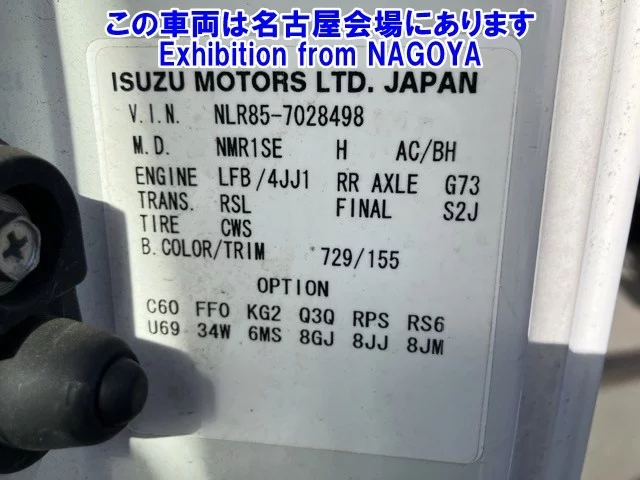 この車両は名古屋会場にあります
Exhibition from NAGOYA
ISUZU MOTORS LTD. JAPAN
V.I.N. NLR85-7028498
M.D. NMR1SE H AC/BH
ENGINE LFB/4JJ1 RR AXLE G73
TRANS. RSL FINAL S2J
TIRE CWS
B.COLOR/TRIM 729/155
OPTION
C60 FF0 KG2 Q3Q RPS RS6
U69 34W 6MS 8GJ 8JJ 8JM